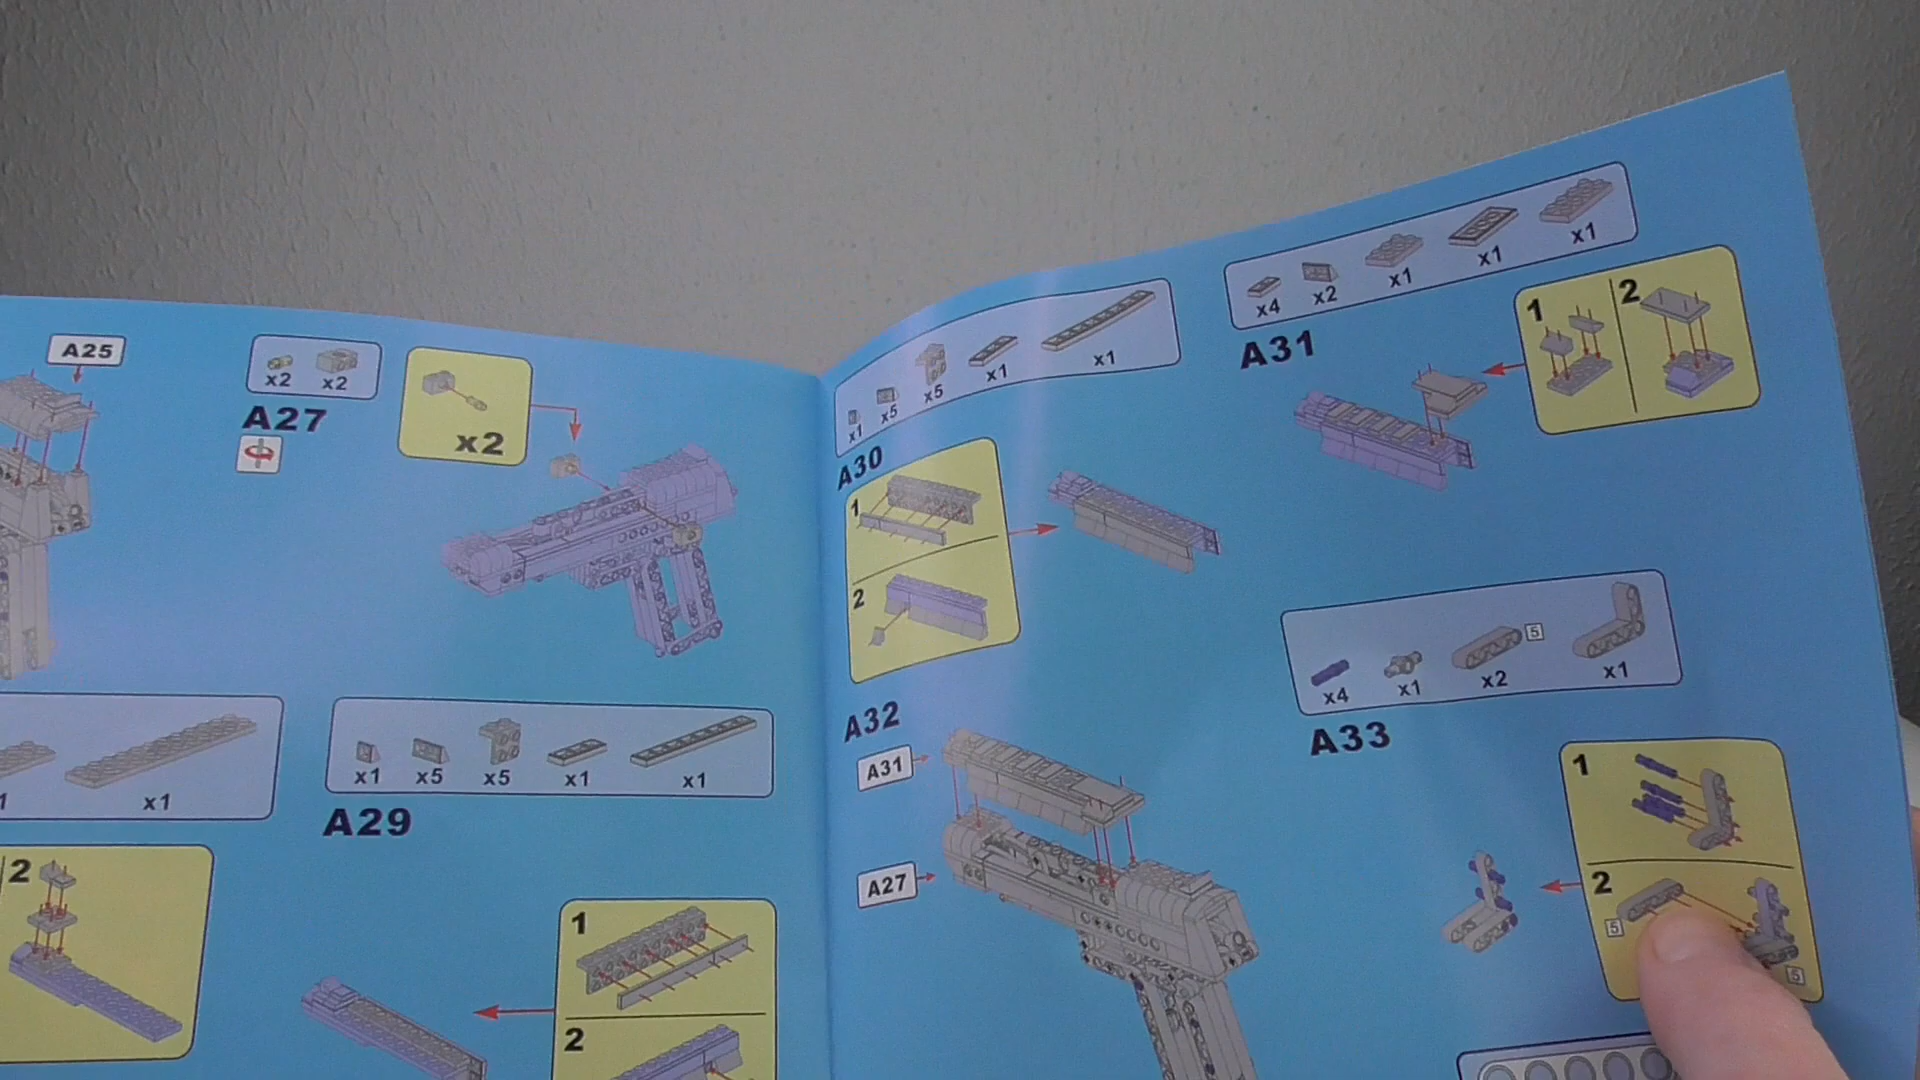 A25
x2 x2
A27
x2
x1
x1 x5 x5 x1 x1
A29
2
1
2
x1 x5 x5 x1 x1
A30
1
2
x4 x2 x1 x1 x1
A31
1 2
A32
A31
A27
x4 x1 x2 5 x1
A33
1
2
5
5